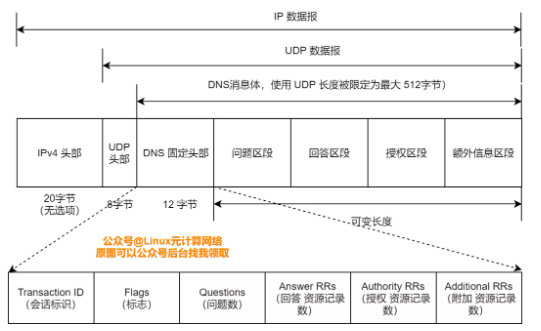 IP 数据报
UDP 数据报
DNS消息体，使用 UDP 长度被限定为最大 512字节）
IPv4 头部
UDP
头部
DNS 固定头部
问题区段
回答区段
授权区段
额外信息区段
20字节
（无选项）
8字节
12 字节
可变长度
公众号@Linux元计算网络
原图可以公众号后台找我领取
Transaction ID
（会话标识）
Flags
（标志）
Questions
（问题数）
Answer RRs
（回答 资源记录
数）
Authority RRs
（授权 资源记录
数）
Additional RRs
（附加 资源记录
数）